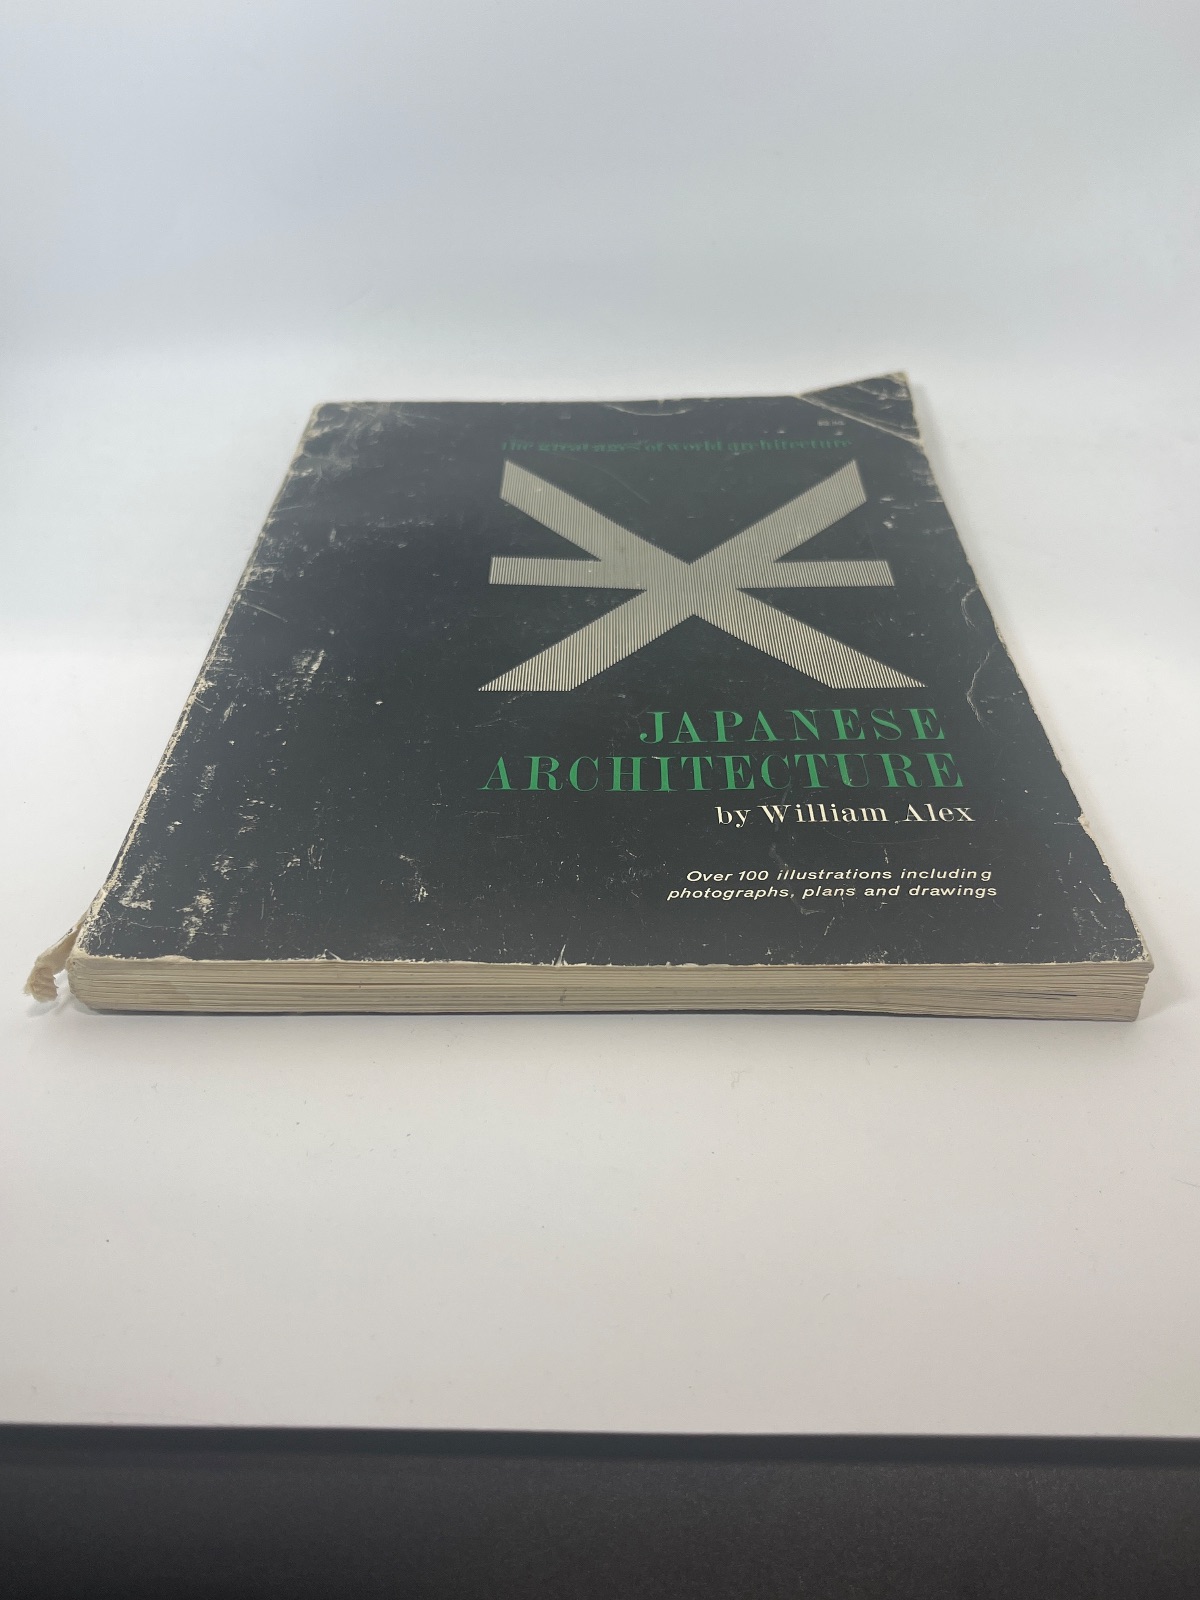 the great ages of world architecture
JAPANESE
ARCHITECTURE
by William Alex
Over 100 illustrations including
photographs, plans and drawings